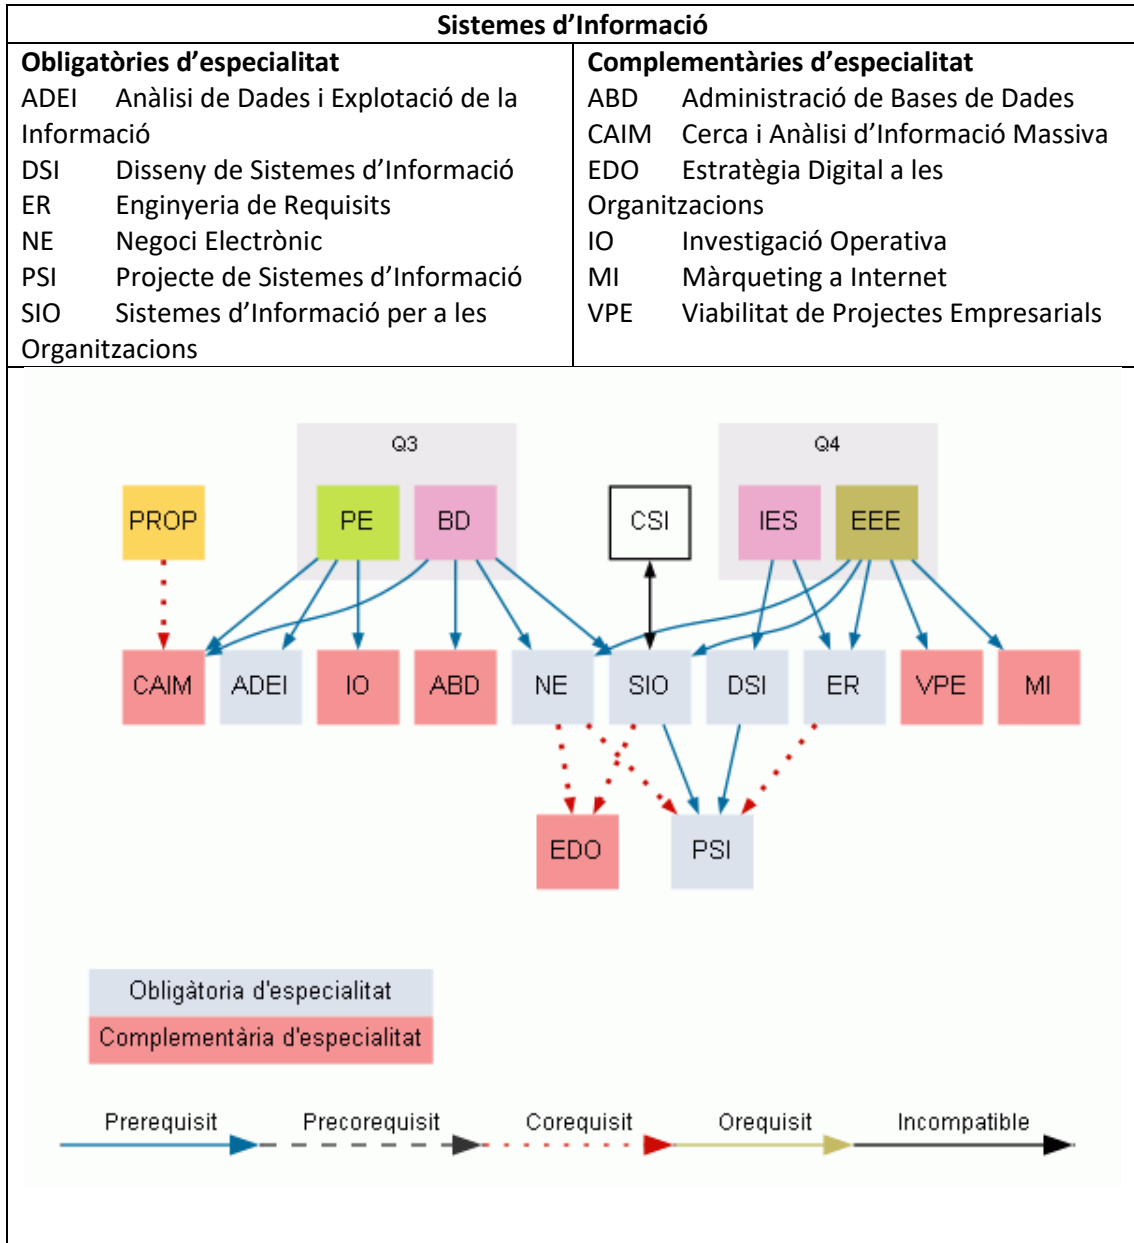 Sistemes d'Informació
Obligatòries d'especialitat
ADEI Anàlisi de Dades i Explotació de la
Informació
DSI Disseny de Sistemes d'Informació
ER Enginyeria de Requisits
NE Negoci Electrònic
PSI Projecte de Sistemes d'Informació
SIO Sistemes d'Informació per a les
Organitzacions
Complementàries d'especialitat
ABD Administració de Bases de Dades
CAIM Cerca i Anàlisi d'Informació Massiva
EDO Estratègia Digital a les
Organitzacions
IO Investigació Operativa
MI Màrqueting a Internet
VPE Viabilitat de Projectes Empresarials
Q3 Q4
PROP PE BD CSI IES EEE
CAIM ADEI IO ABD NE SIO DSI ER VPE MI
EDO PSI
Obligàtoria d'especialitat
Complementària d'especialitat
Prerequisit Precorequisit Corequisit Orequisit Incompatible